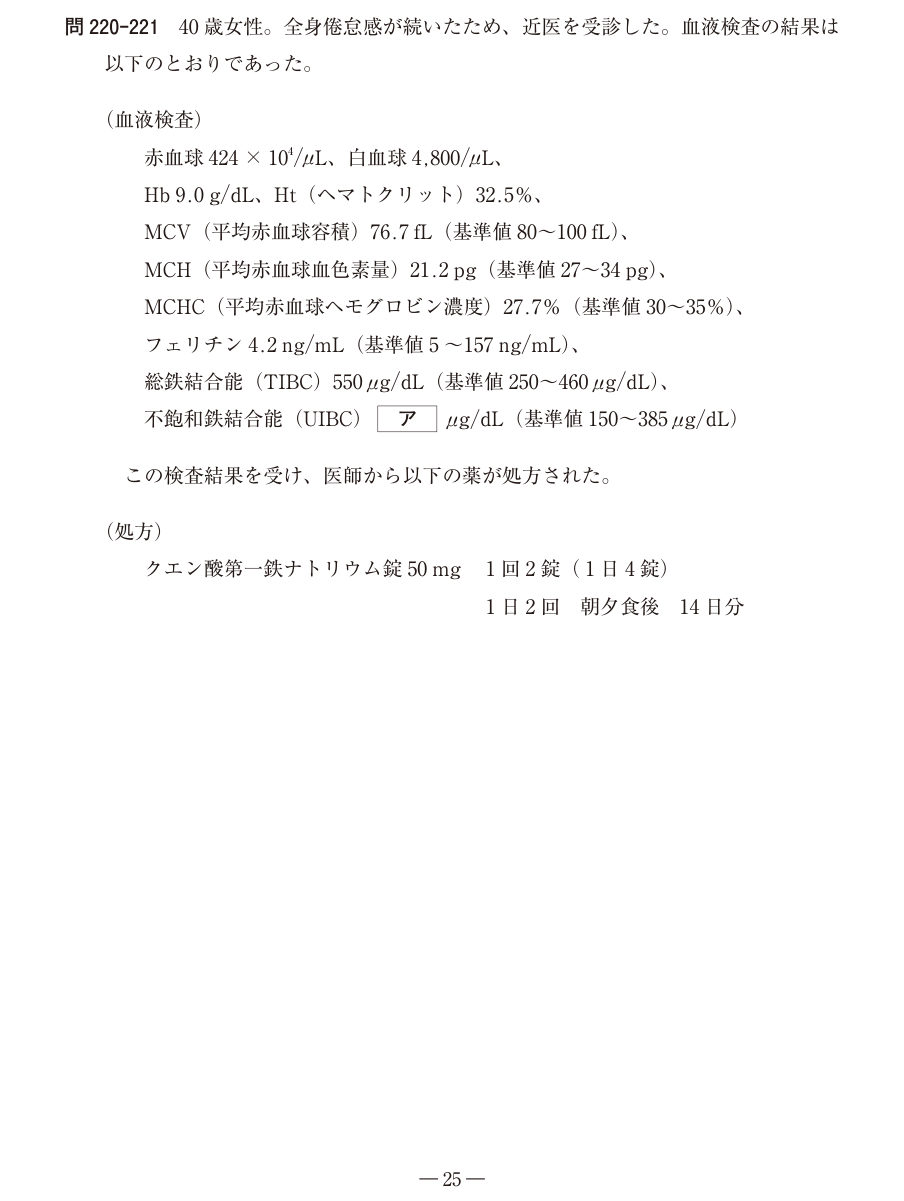 問 220-221　40 歳女性。全身倦怠感が続いたため、近医を受診した。血液検査の結果は
以下のとおりであった。
（血液検査）
赤血球 424 × 10⁴/μL、白血球 4,800/μL、
Hb 9.0 g/dL、Ht（ヘマトクリット）32.5%、
MCV（平均赤血球容積）76.7 fL（基準値 80～100 fL）、
MCH（平均赤血球血色素量）21.2 pg（基準値 27～34 pg）、
MCHC（平均赤血球ヘモグロビン濃度）27.7%（基準値 30～35%）、
フェリチン 4.2 ng/mL（基準値 5 ～157 ng/mL）、
総鉄結合能（TIBC）550 μg/dL（基準値 250～460 μg/dL）、
不飽和鉄結合能（UIBC） ア μg/dL（基準値 150～385 μg/dL）
この検査結果を受け、医師から以下の薬が処方された。
（処方）
クエン酸第一鉄ナトリウム錠 50 mg　1 回 2 錠（ 1 日 4 錠）
1 日 2 回　朝夕食後　14 日分
― 25 ―